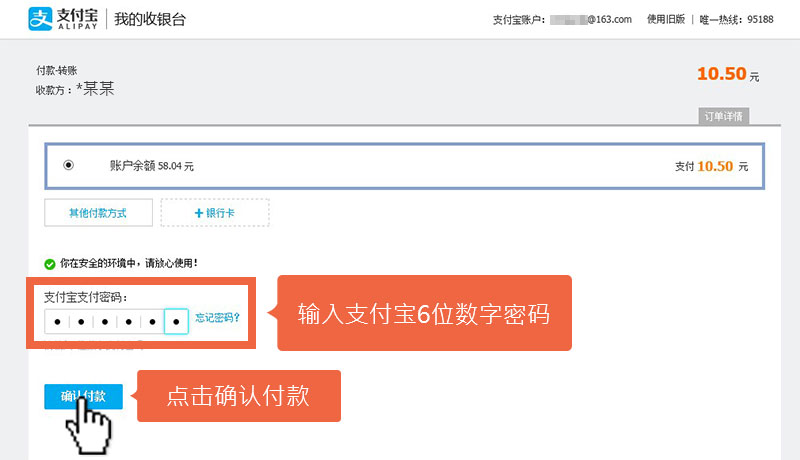 支付宝 ALIPAY 我的收银台
支付宝账户： @163.com 使用旧版 | 唯一热线：95188
付款-转账
收款方：*某某
10.50 元
订单详情
账户余額 58.04 元
支付 10.50 元
其他付款方式
+ 银行卡
你在安全的环境中，请放心使用！
支付宝支付密码：
忘记密码?
输入支付宝6位数字密码
确认付款
点击确认付款